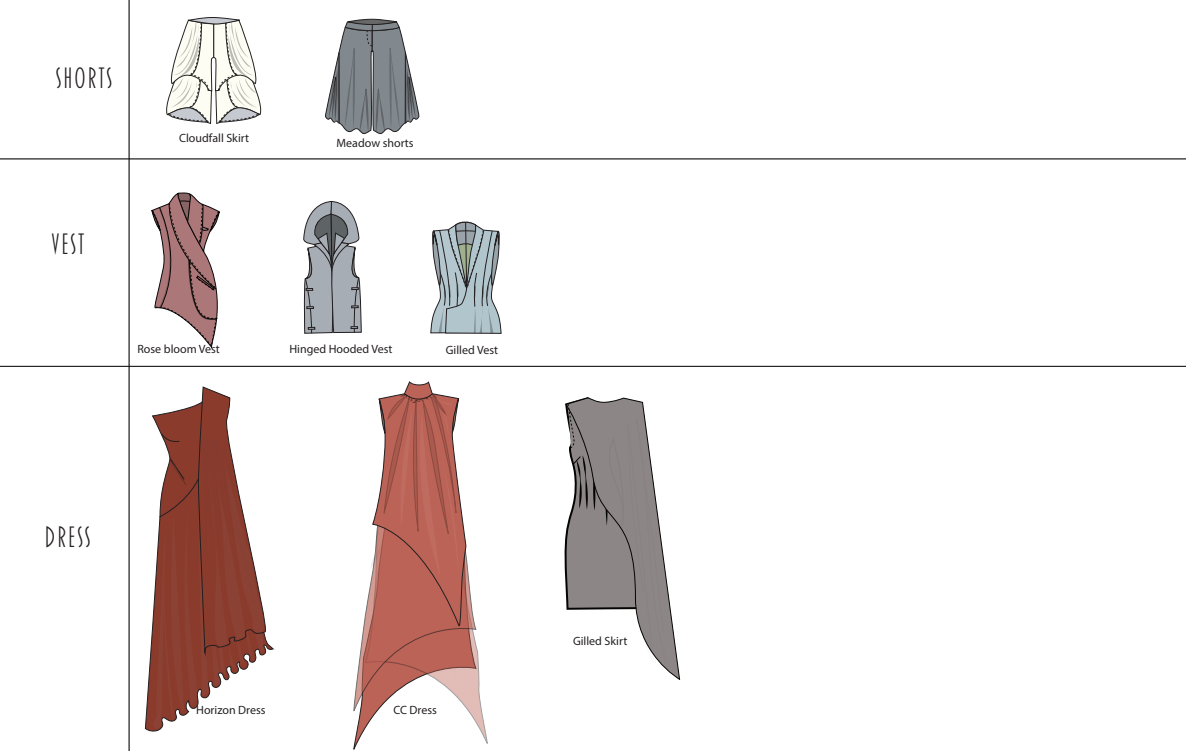 SHORTS
Cloudfall Skirt
Meadow shorts
VEST
Rose bloom Vest
Hinged Hooded Vest
Gilled Vest
DRESS
Gilled Skirt
Horizon Dress
CC Dress